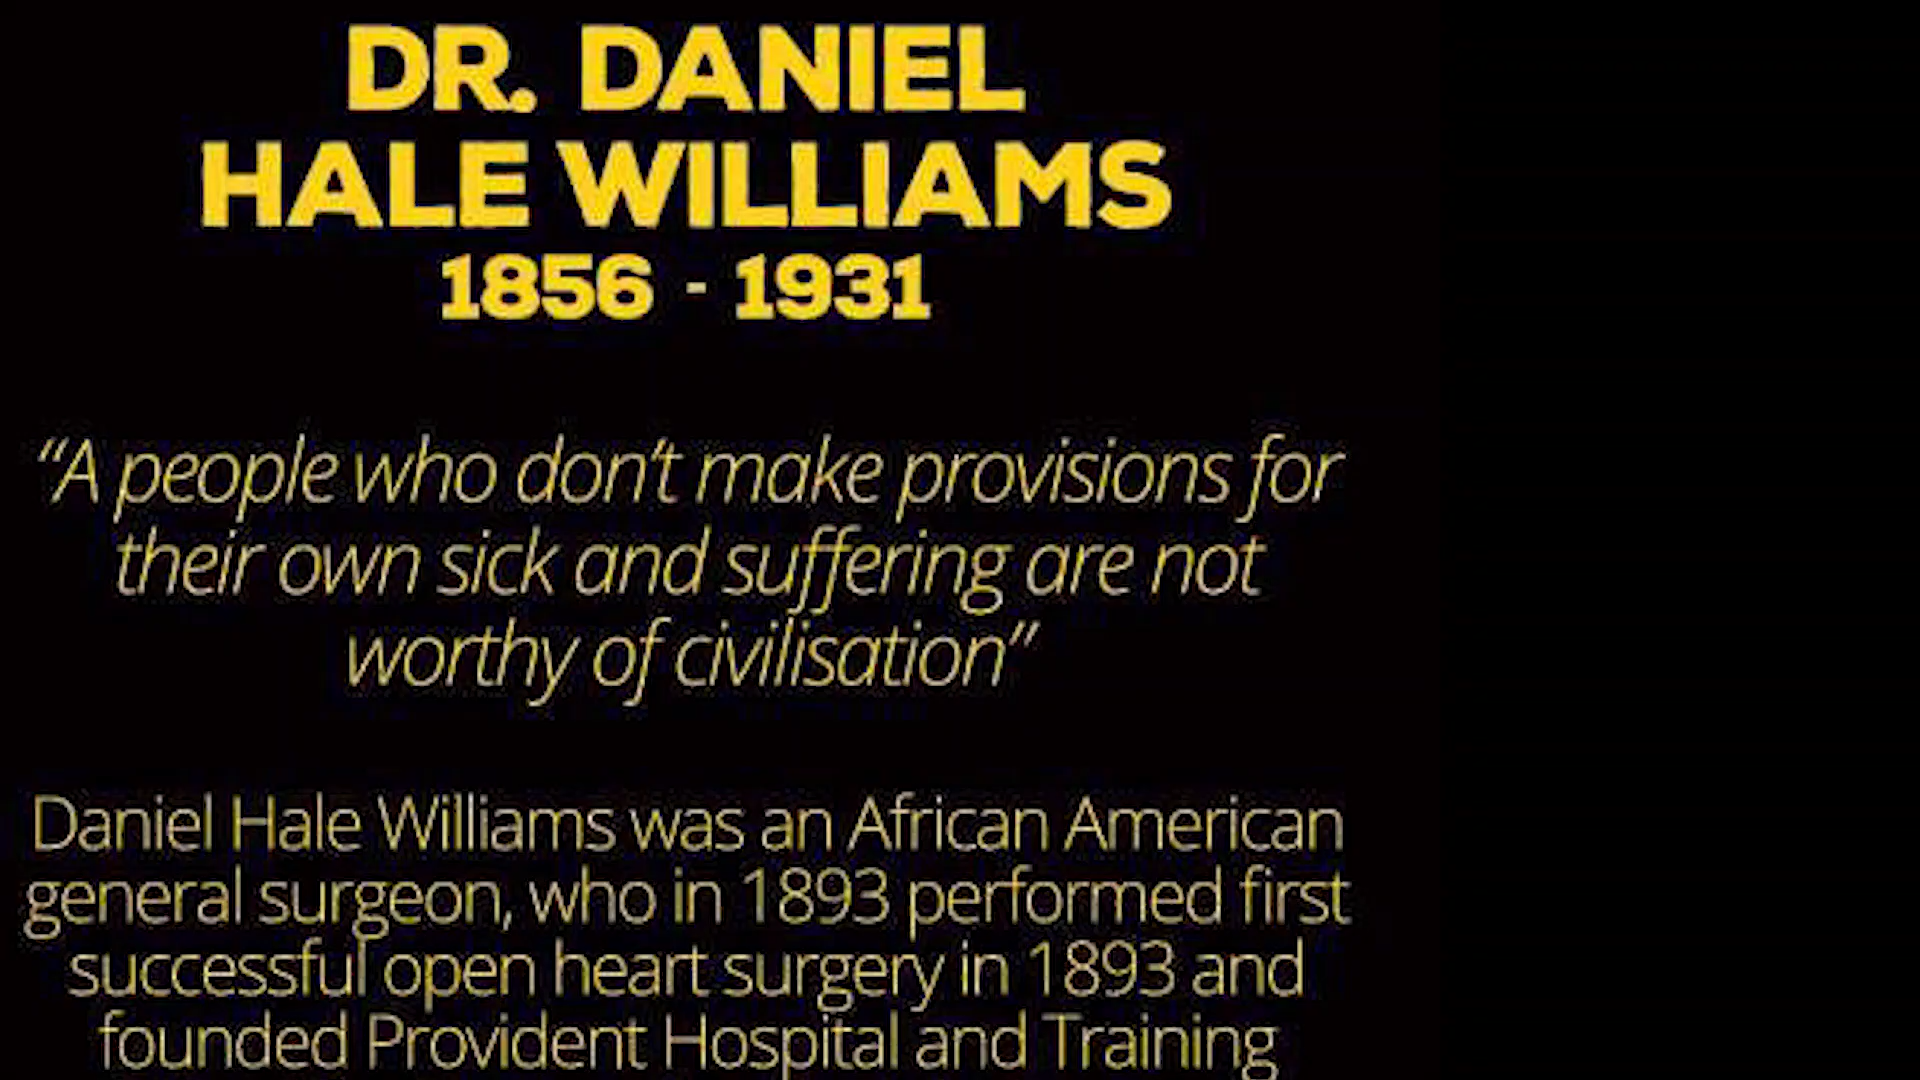 DR. DANIEL
HALE WILLIAMS
1856 - 1931
“A people who don’t make provisions for
their own sick and suffering are not
worthy of civilisation”
Daniel Hale Williams was an African American
general surgeon, who in 1893 performed first
successful open heart surgery in 1893 and
founded Provident Hospital and Training